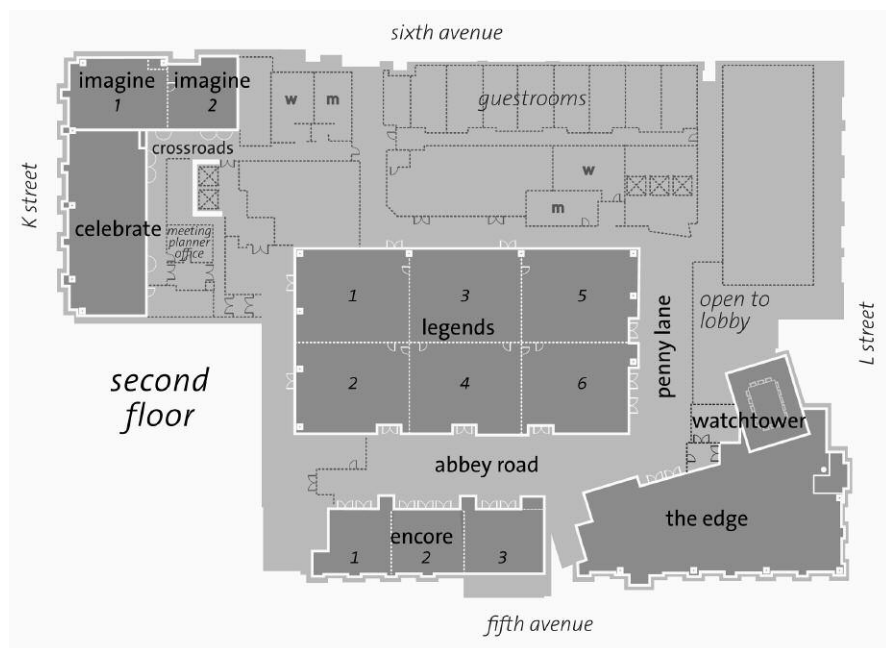 sixth avenue
imagine
1
imagine
2
w
m
guestrooms
crossroads
K street
w
m
celebrate
meeting
planner
office
1
3
5
legends
2
4
6
penny lane
open to
lobby
L street
second
floor
watchtower
abbey road
the edge
encore
1
2
3
fifth avenue